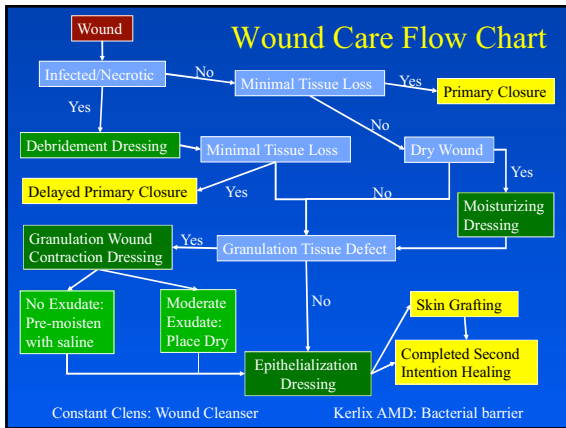 Wound Care Flow Chart
Wound
Infected/Necrotic
No
Minimal Tissue Loss
Yes
Primary Closure
Yes
No
Debridement Dressing
Minimal Tissue Loss
Dry Wound
Yes
Delayed Primary Closure
Yes
No
Moisturizing
Dressing
Granulation Wound
Contraction Dressing
Yes
Granulation Tissue Defect
No
No Exudate:
Pre-moisten
with saline
Moderate
Exudate:
Place Dry
Skin Grafting
Epithelialization
Dressing
Completed Second
Intention Healing
Constant Clens: Wound Cleanser
Kerlix AMD: Bacterial barrier